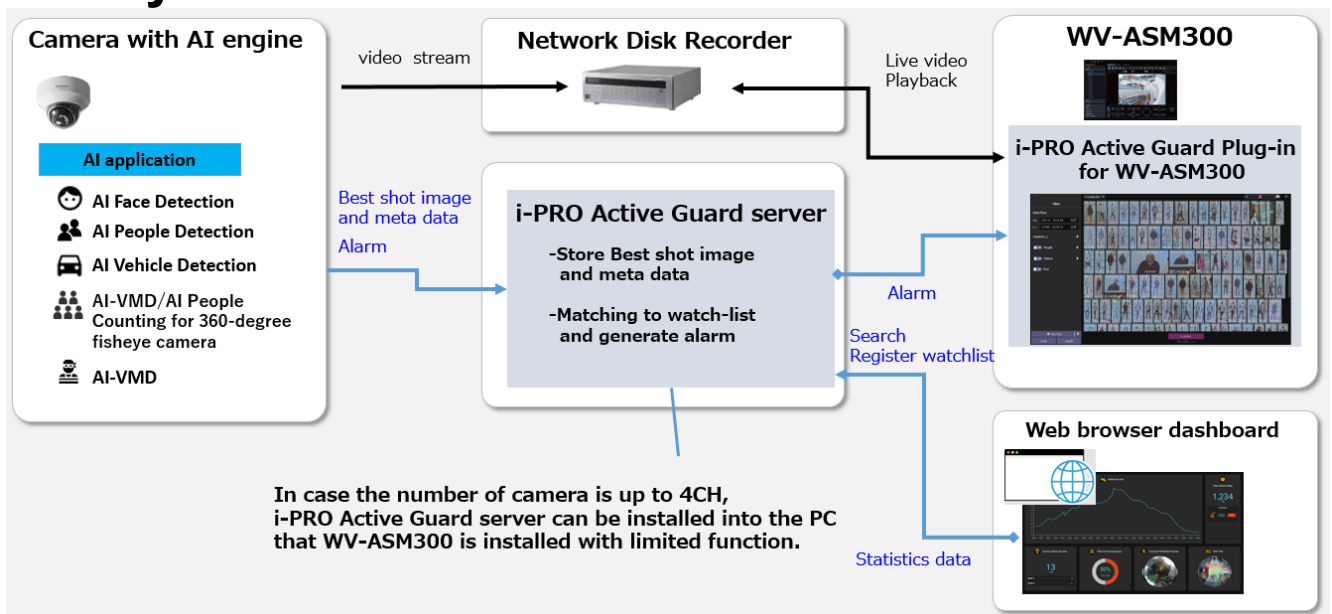 Camera with AI engine
AI application
AI Face Detection
AI People Detection
AI Vehicle Detection
AI-VMD/AI People
Counting for 360-degree
fisheye camera
AI-VMD
video stream
Network Disk Recorder
Live video
Playback
WV-ASM300
i-PRO Active Guard Plug-in
for WV-ASM300
Best shot image
and meta data
Alarm
i-PRO Active Guard server
-Store Best shot image
and meta data
-Matching to watch-list
and generate alarm
Alarm
Search
Register watchlist
In case the number of camera is up to 4CH,
i-PRO Active Guard server can be installed into the PC
that WV-ASM300 is installed with limited function.
Statistics data
Web browser dashboard
1,234
13
50%